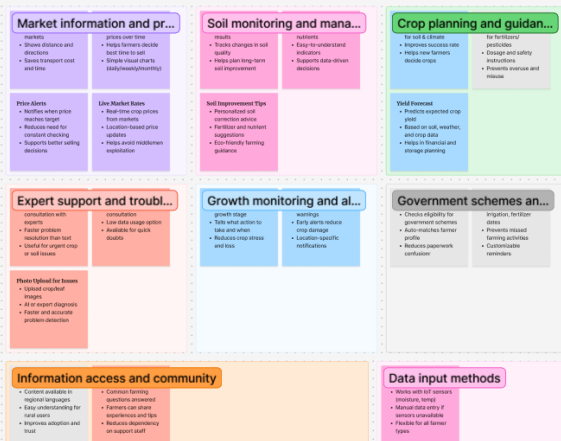 Market information and pr...
markets
Shows distance and
directions
Saves transport cost
and time
prices over time
Helps farmers decide
best time to sell
Simple visual charts
(daily/weekly/monthly)
Price Alerts
Notifies when price
reaches target
Reduces need for
constant checking
Supports better selling
decisions
Live Market Rates
Real-time crop prices
from markets
Location-based price
updates
Helps avoid middlemen
exploitation
Soil monitoring and mana...
results
Tracks changes in soil
quality
Helps plan long-term
soil improvement
nutrients
Easy-to-understand
indicators
Supports data-driven
decisions
Soil Improvement Tips
Personalized soil
correction advice
Fertilizer and nutrient
suggestions
Eco-friendly farming
guidance
Crop planning and guidan...
for soil & climate
Improves success rate
Helps new farmers
decide crops
for fertilizers/
pesticides
Dosage and safety
instructions
Prevents overuse and
misuse
Yield Forecast
Predicts expected crop
yield
Based on soil, weather,
and crop data
Helps in financial and
storage planning
Expert support and troubl...
consultation with
experts
Faster problem
resolution than text
Useful for urgent crop
or soil issues
consultation
Low data usage option
Available for quick
doubts
Photo Upload for Issues
Upload crop/leaf
images
AI or expert diagnosis
Faster and accurate
problem detection
Growth monitoring and al...
growth stage
Tells what action to
take and when
Reduces crop stress
and loss
warnings
Early alerts reduce
crop damage
Location-specific
notifications
Government schemes an...
Checks eligibility for
government schemes
Auto-matches farmer
profile
Reduces paperwork
confusion
irrigation, fertilizer
dates
Prevents missed
farming activities
Customizable
reminders
Information access and community
Content available in
regional languages
Easy understanding for
rural users
Improves adoption and
trust
Common farming
questions answered
Farmers can share
experiences and tips
Reduces dependency
on support staff
Data input methods
Works with IoT sensors
(moisture, temp)
Manual data entry if
sensors unavailable
Flexible for all farmer
types